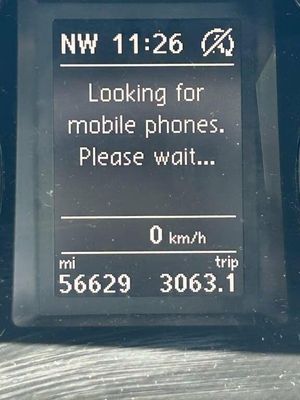 NW 11:26
Looking for
mobile phones.
Please wait...
0 km/h
mi trip
56629 3063.1